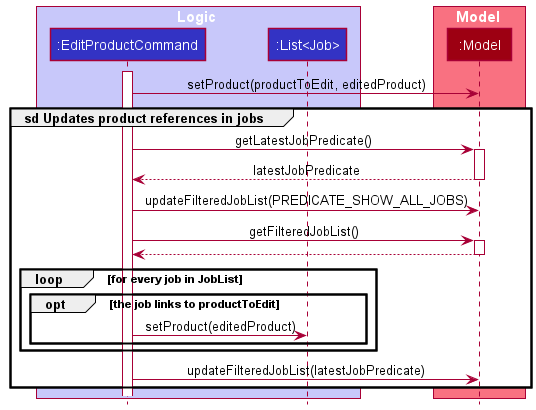 Logic
Model
:EditProductCommand
:List<Job>
:Model
setProduct(productToEdit, editedProduct)
sd Updates product references in jobs
getLatestJobPredicate()
latestJobPredicate
updateFilteredJobList(PREDICATE_SHOW_ALL_JOBS)
getFilteredJobList()
loop [for every job in JobList]
opt [the job links to productToEdit]
setProduct(editedProduct)
updateFilteredJobList(latestJobPredicate)